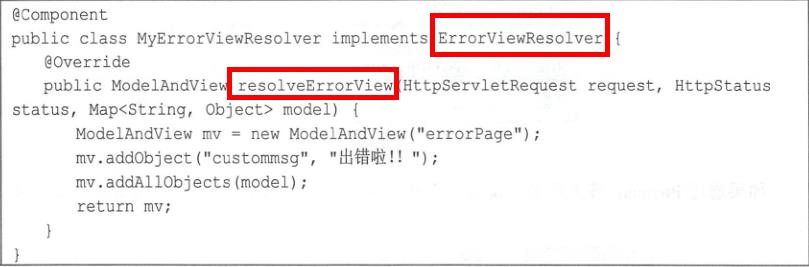 @Component
public class MyErrorViewResolver implements ErrorViewResolver {
@Override
public ModelAndView resolveErrorView(HttpServletRequest request, HttpStatus
status, Map<String, Object> model) {
ModelAndView mv = new ModelAndView("errorPage");
mv.addObject("custommsg", "出错啦!! ");
mv.addAllObjects(model);
return mv;
}
}